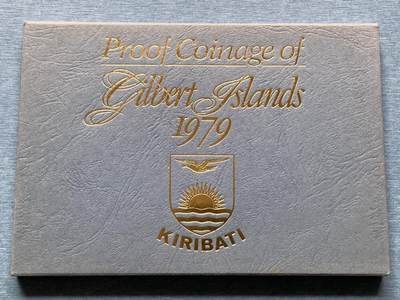 Proof Coinage of
Gilbert Islands
1979
KIRIBATI